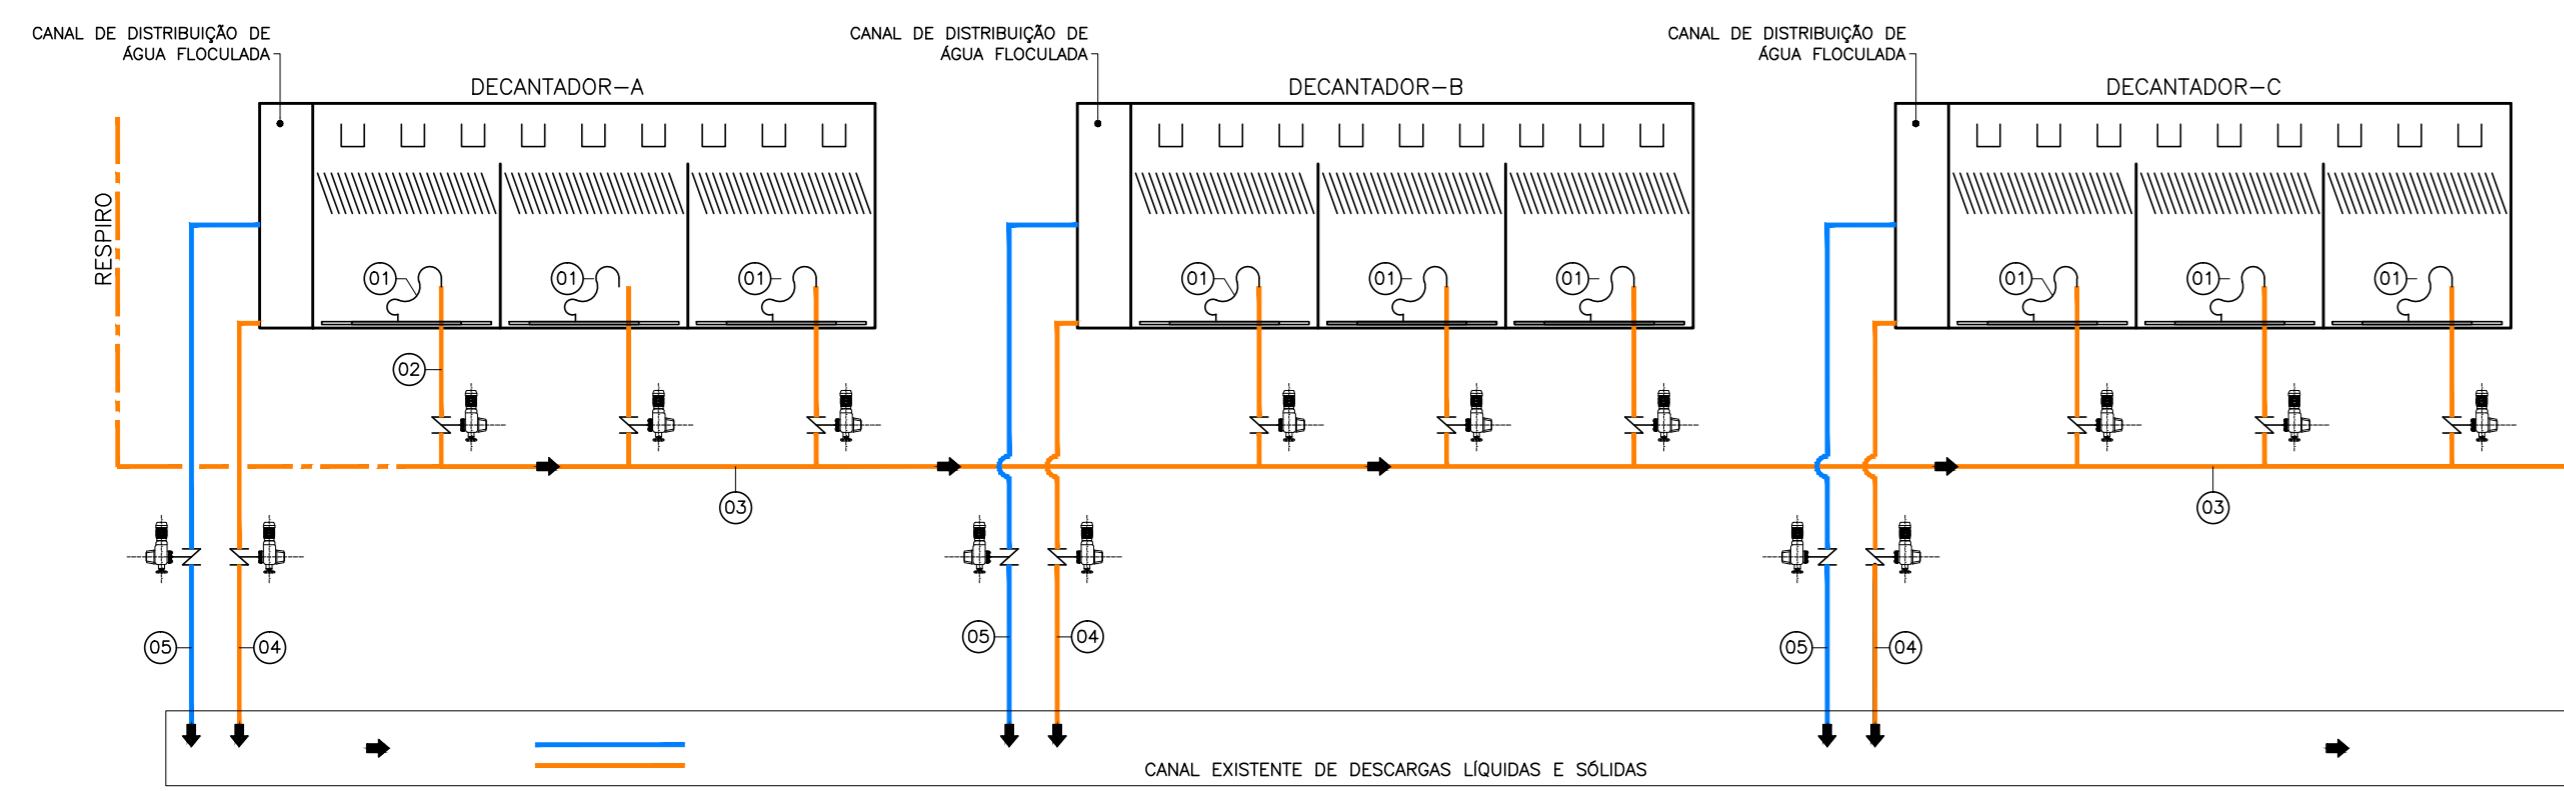 CANAL DE DISTRIBUIÇÃO DE
ÁGUA FLOCULADA
CANAL DE DISTRIBUIÇÃO DE
ÁGUA FLOCULADA
CANAL DE DISTRIBUIÇÃO DE
ÁGUA FLOCULADA
DECANTADOR-A
DECANTADOR-B
DECANTADOR-C
RESPIRO
01
01
01
01
01
01
01
01
01
02
03
03
05
04
05
04
05
04
CANAL EXISTENTE DE DESCARGAS LÍQUIDAS E SÓLIDAS